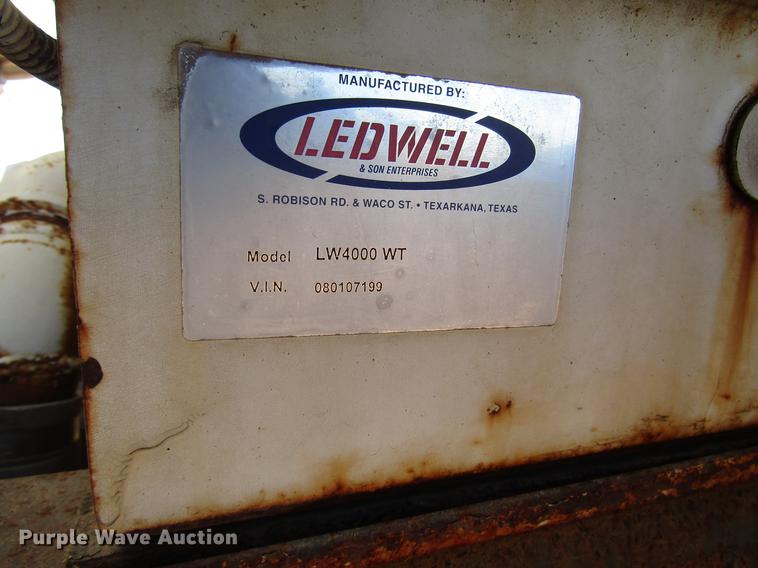 MANUFACTURED BY:
LEDWELL
& SON ENTERPRISES
S. ROBISON RD. & WACO ST. • TEXARKANA, TEXAS
Model LW4000 WT
V.I.N. 080107199
Purple Wave Auction